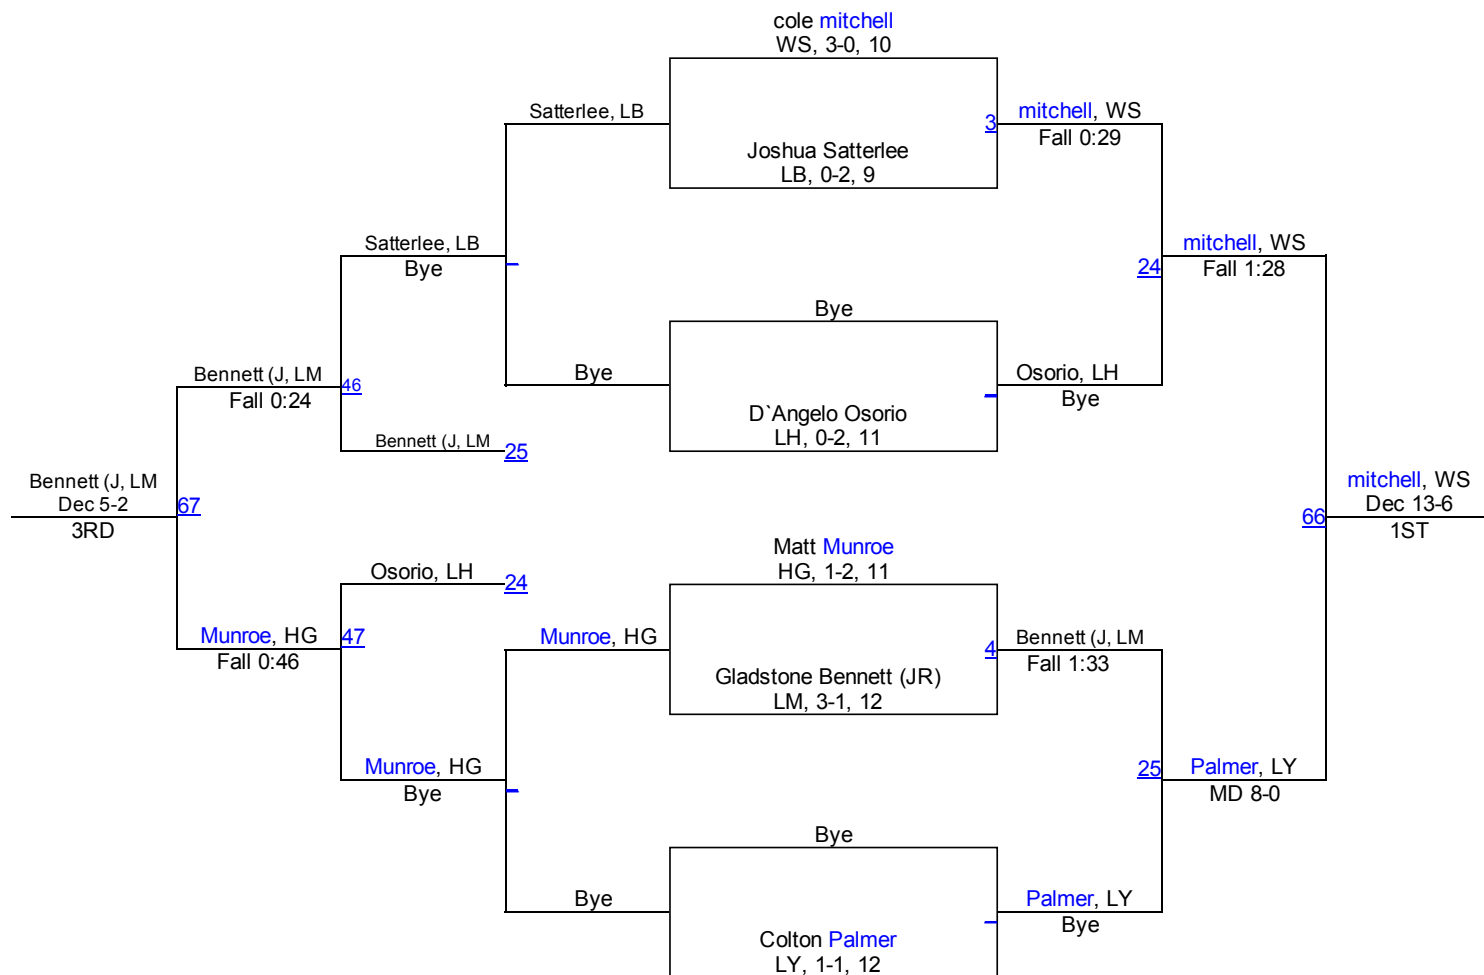 cole mitchell
WS, 3-0, 10
Satterlee, LB
3
mitchell, WS
Fall 0:29
Joshua Satterlee
LB, 0-2, 9
Satterlee, LB
Bye
mitchell, WS
24
Fall 1:28
Bye
Bennett (J, LM
46
Fall 0:24
Bye
Osorio, LH
Bye
D`Angelo Osorio
LH, 0-2, 11
Bennett (J, LM
25
Bennett (J, LM
Dec 5-2
67
3RD
mitchell, WS
Dec 13-6
66
1ST
Matt Munroe
HG, 1-2, 11
Osorio, LH
24
Munroe, HG
47
Fall 0:46
Munroe, HG
4
Bennett (J, LM
Fall 1:33
Gladstone Bennett (JR)
LM, 3-1, 12
Munroe, HG
Bye
25
Palmer, LY
MD 8-0
Bye
Bye
Palmer, LY
Bye
Colton Palmer
LY, 1-1, 12